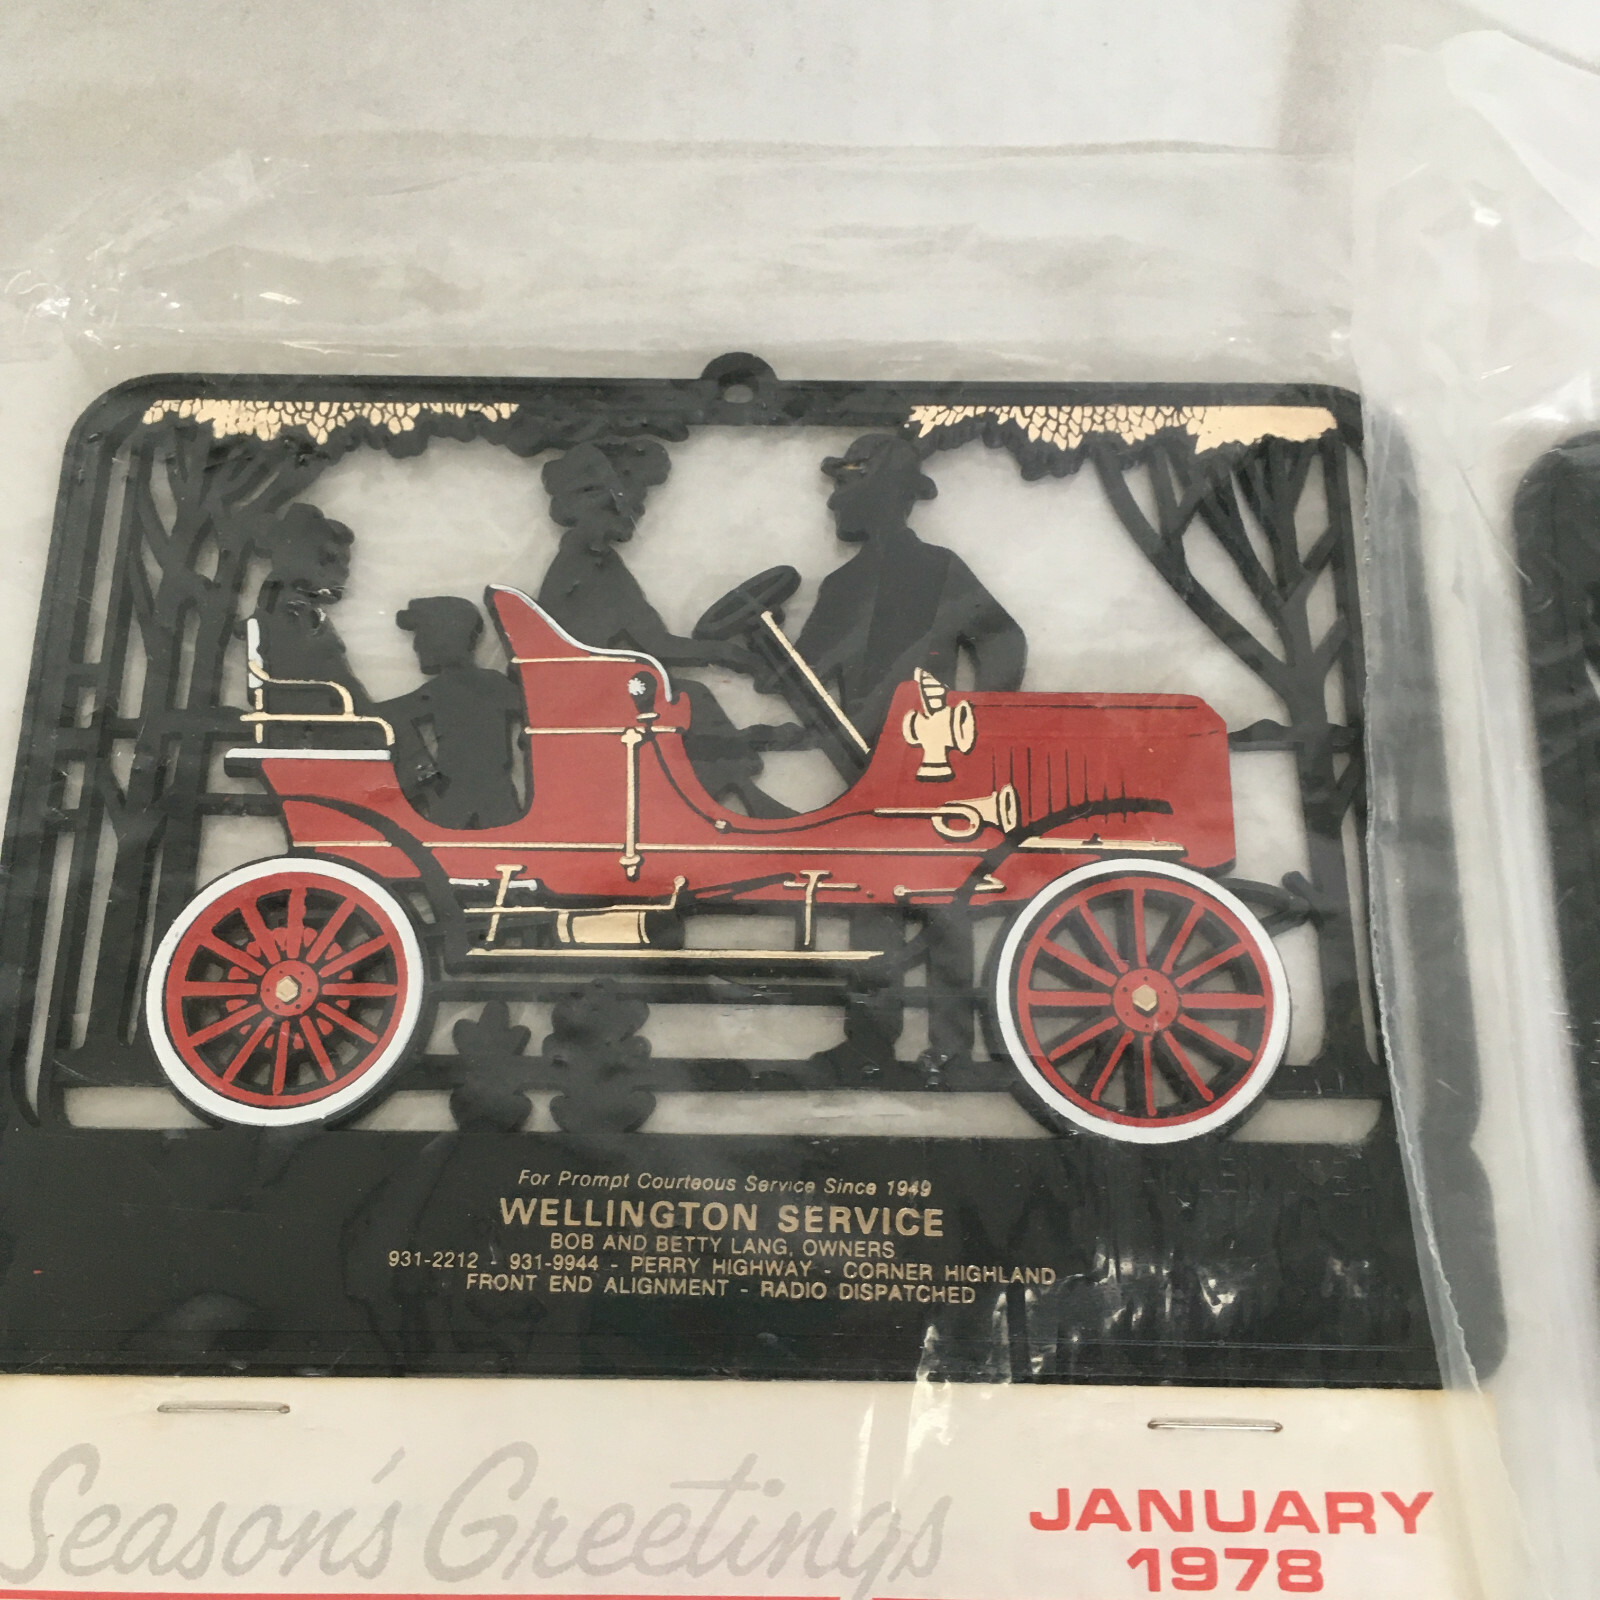 For Prompt Courteous Service Since 1949
WELLINGTON SERVICE
BOB AND BETTY LANG, OWNERS
931-2212 - 931-9944 - PERRY HIGHWAY - CORNER HIGHLAND
FRONT END ALIGNMENT - RADIO DISPATCHED
Season's Greetings
JANUARY
1978